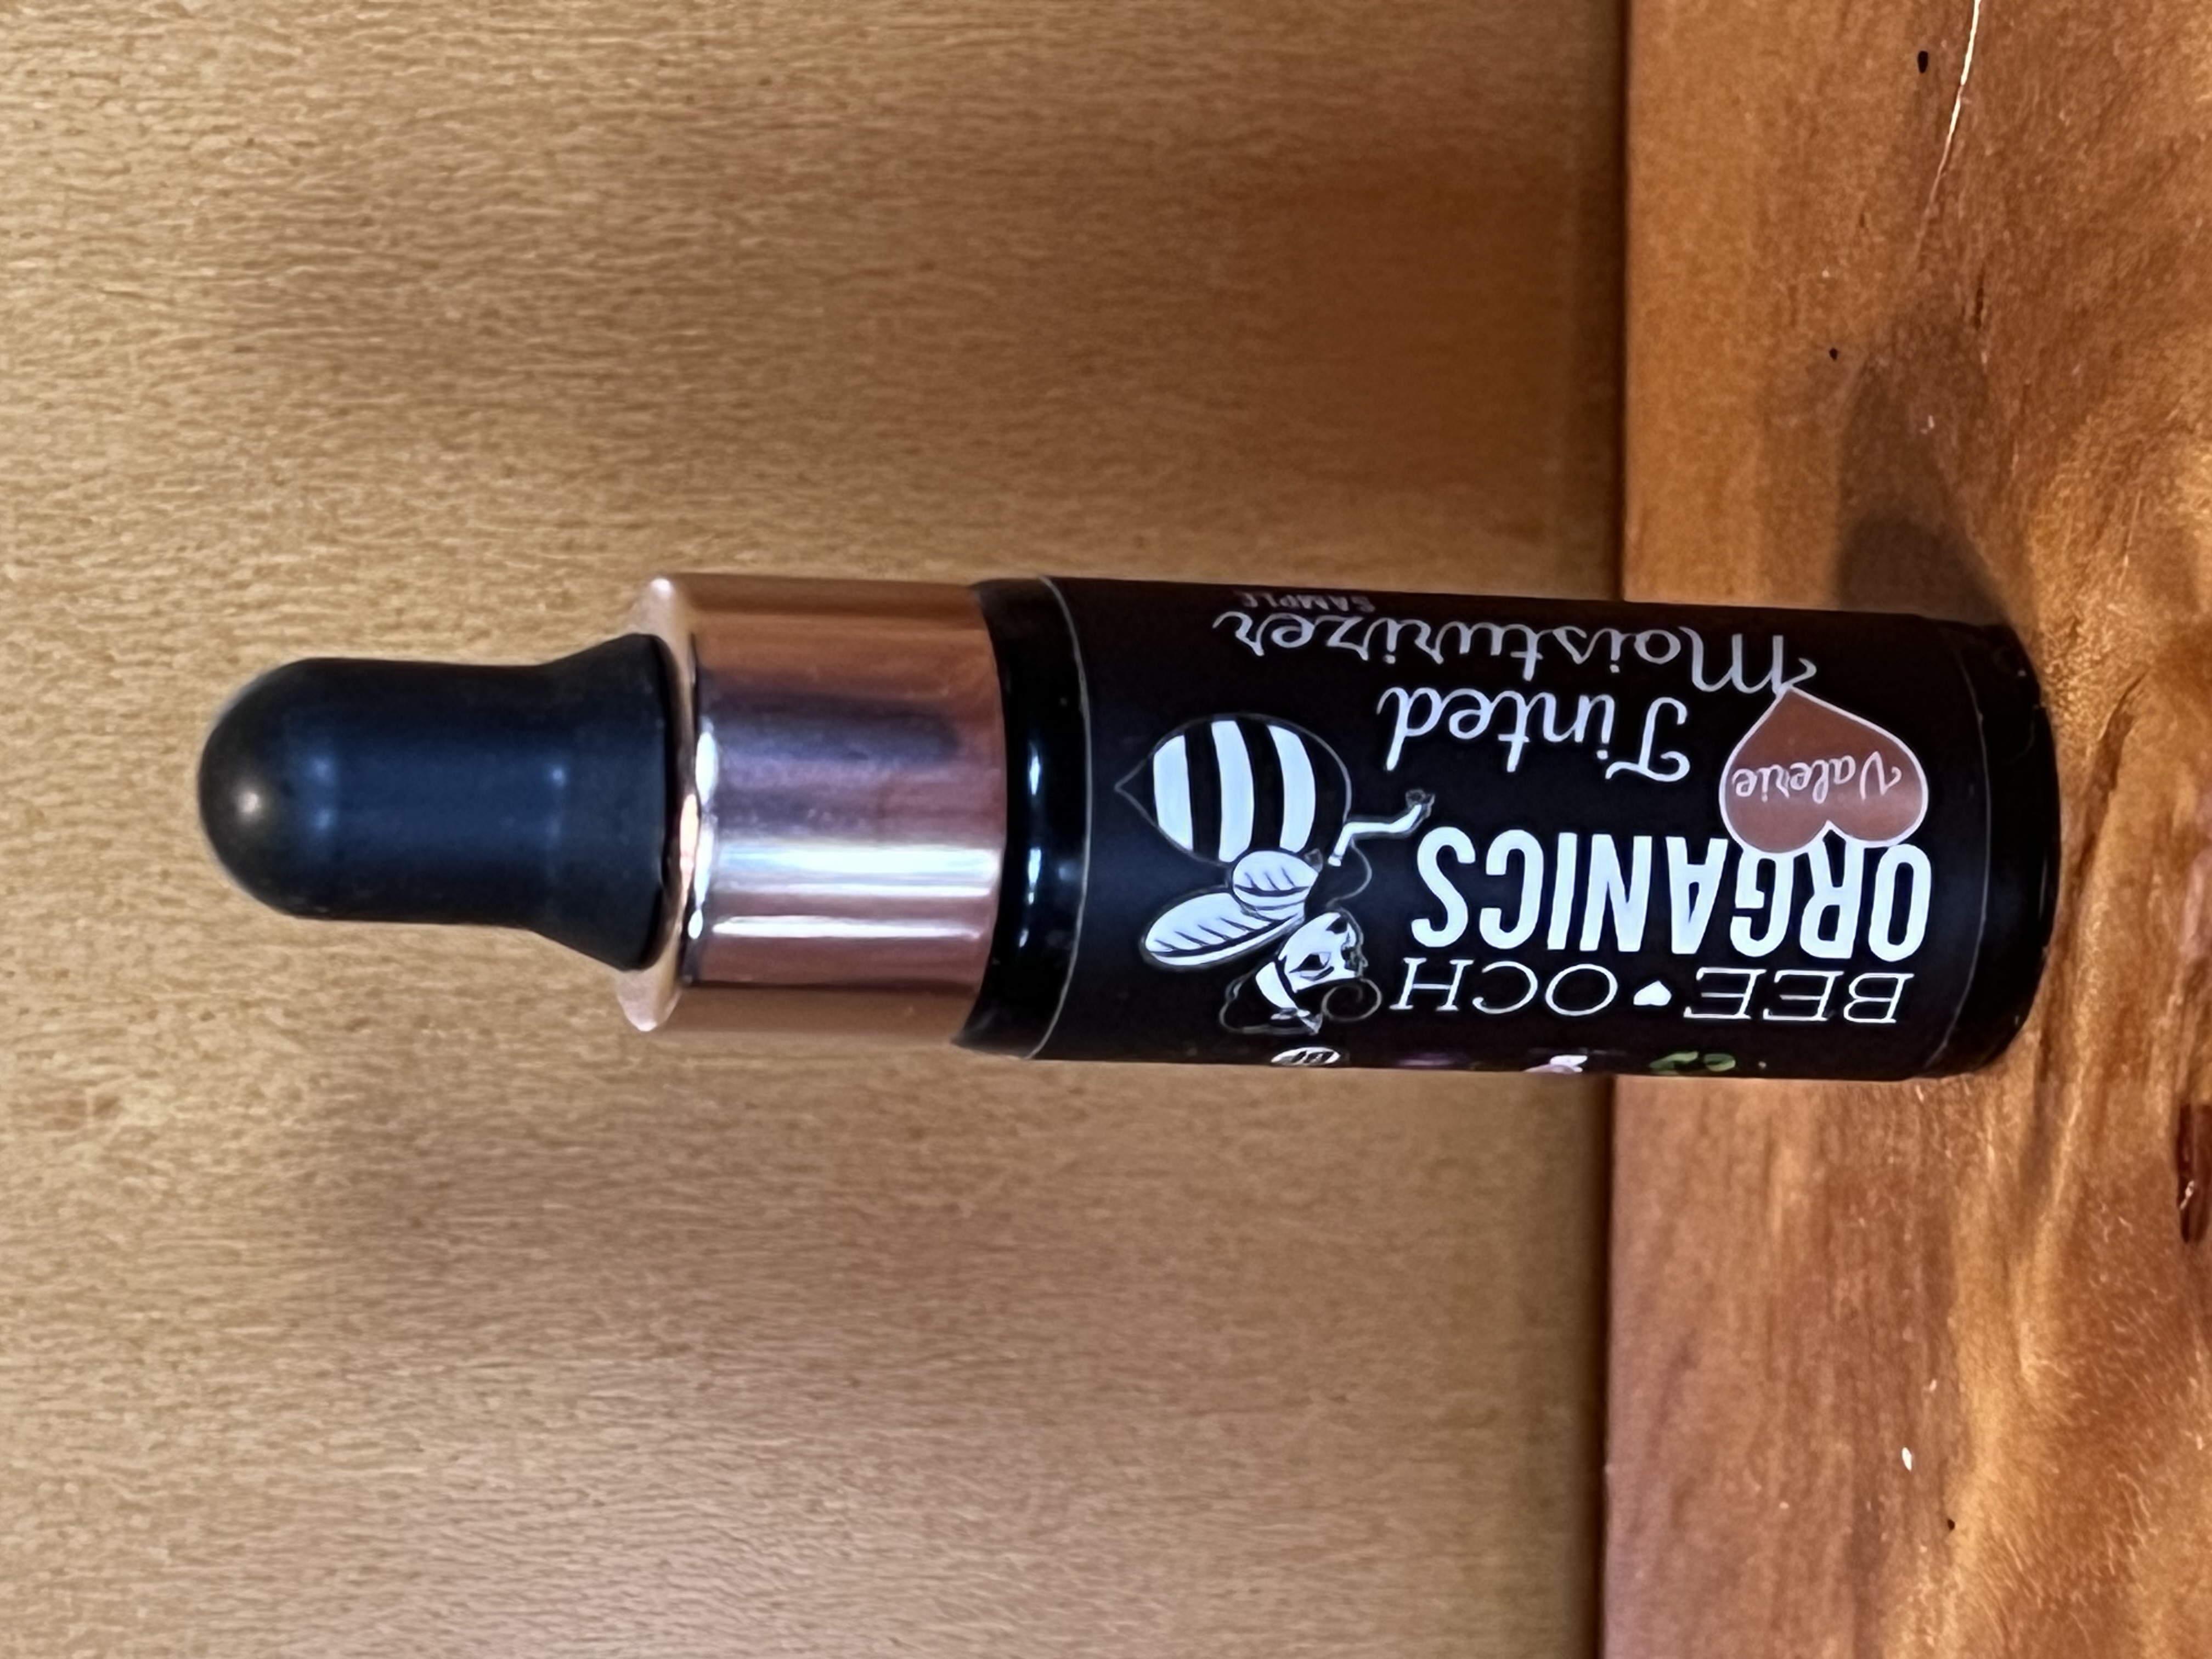 BEE♥OCH
ORGANICS
Tinted
Moisturizer
SAMPLE
Valerie